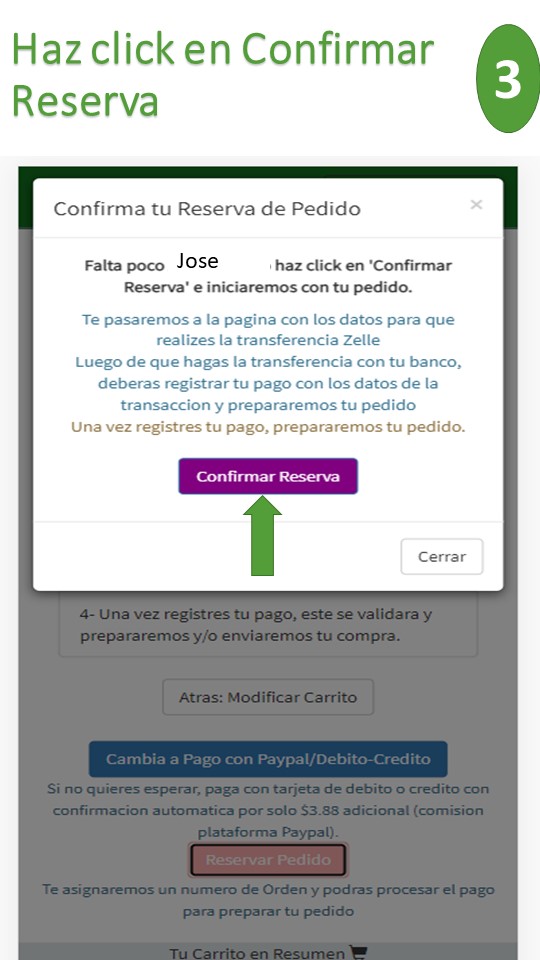 Haz click en Confirmar
Reserva
3
Confirma tu Reserva de Pedido
×
Falta poco Jose haz click en 'Confirmar
Reserva' e iniciaremos con tu pedido.
Te pasaremos a la pagina con los datos para que
realizes la transferencia Zelle
Luego de que hagas la transferencia con tu banco,
deberas registrar tu pago con los datos de la
transaccion y prepararemos tu pedido
Una vez registres tu pago, prepararemos tu pedido.
Confirmar Reserva
Cerrar
4- Una vez registres tu pago, este se validara y
prepararemos y/o enviaremos tu compra.
Atras: Modificar Carrito
Cambia a Pago con Paypal/Debito-Credito
Si no quieres esperar, paga con tarjeta de debito o credito con
confirmacion automatica por solo $3.88 adicional (comision
plataforma Paypal).
Reservar Pedido
Te asignaremos un numero de Orden y podras procesar el pago
para preparar tu pedido
Tu Carrito en Resumen